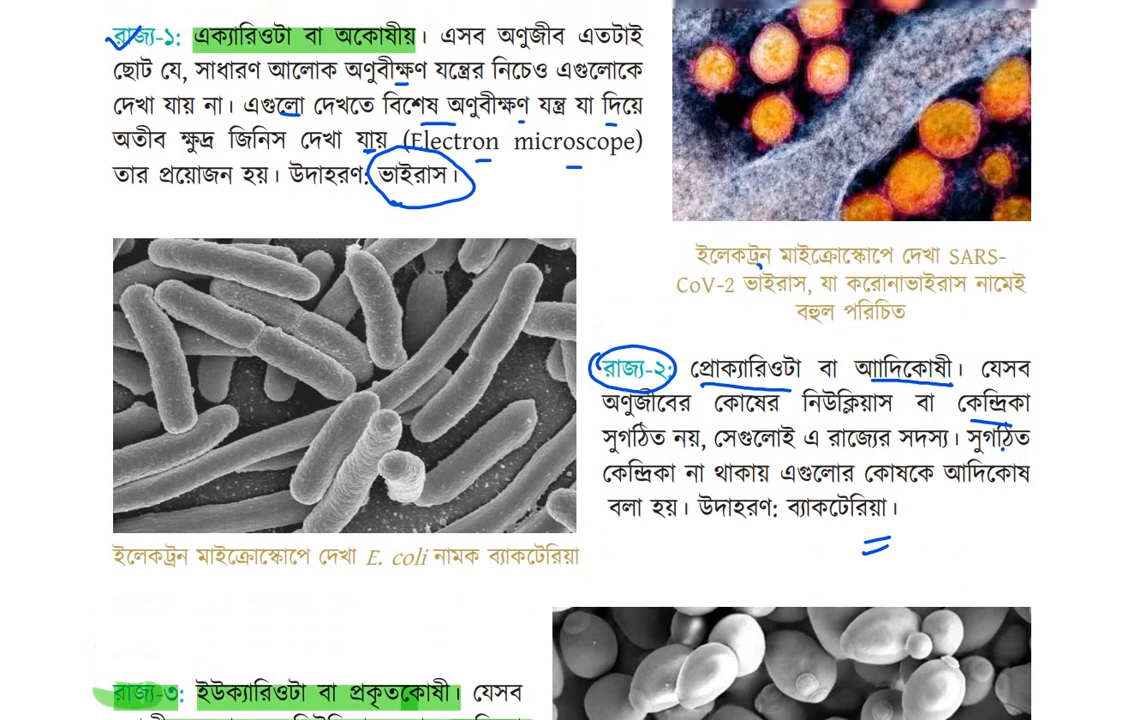 রাজ্য-১: এক্যারিওটা বা অকোষীয়। এসব অণুজীব এতটাই
ছোট যে, সাধারণ আলোক অণুবীক্ষণ যন্ত্রের নিচেও এগুলোকে
দেখা যায় না। এগুলো দেখতে বিশেষ অণুবীক্ষণ যন্ত্র যা দিয়ে
অতীব ক্ষুদ্র জিনিস দেখা যায় (Electron microscope)
তার প্রয়োজন হয়। উদাহরণ: ভাইরাস।
ইলেকট্রন মাইক্রোস্কোপে দেখা SARS-
CoV-2 ভাইরাস, যা করোনাভাইরাস নামেই
বহুল পরিচিত
রাজ্য-২: প্রোক্যারিওটা বা আাদিকোষী। যেসব
অণুজীবের কোষের নিউক্লিয়াস বা কেন্দ্রিকা
সুগঠিত নয়, সেগুলোই এ রাজ্যের সদস্য। সুগঠিত
কেন্দ্রিকা না থাকায় এগুলোর কোষকে আদিকোষ
বলা হয়। উদাহরণ: ব্যাকটেরিয়া।
ইলেকট্রন মাইক্রোস্কোপে দেখা E. coli নামক ব্যাকটেরিয়া
রাজ্য-৩: ইউক্যারিওটা বা প্রকৃতকোষী। যেসব